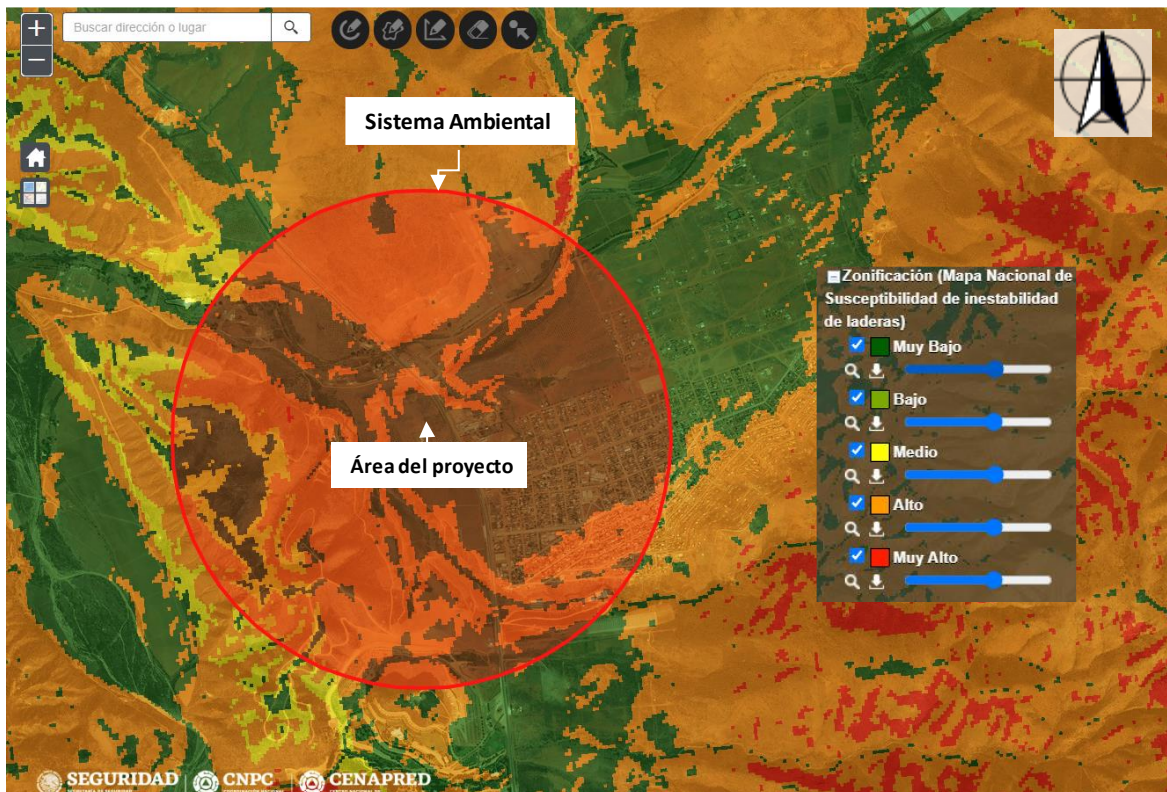 +
Buscar dirección o lugar
−
Sistema Ambiental
Área del proyecto
Zonificación (Mapa Nacional de
Susceptibilidad de inestabilidad
de laderas)
Muy Bajo
Bajo
Medio
Alto
Muy Alto
SEGURIDAD
CNPC
CENAPRED